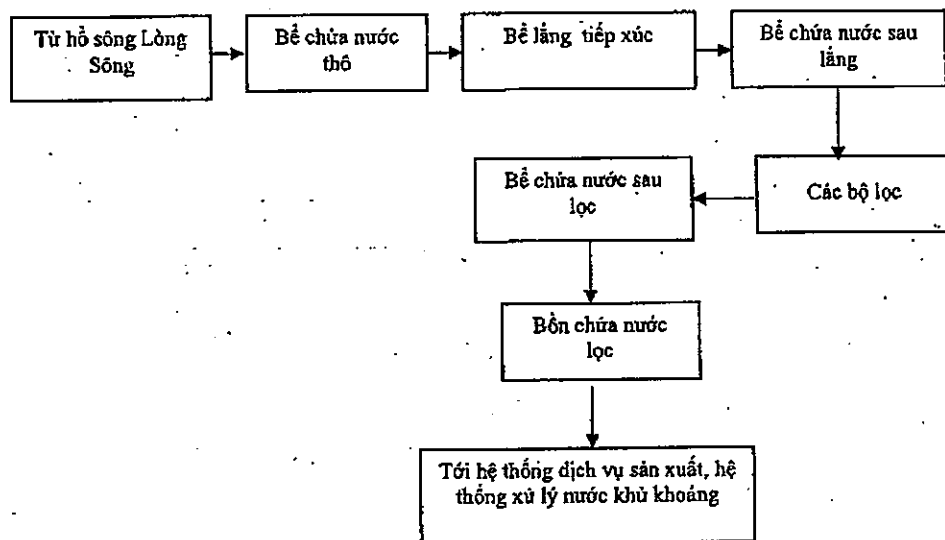 Từ hồ sông Lòng
Sông
Bể chứa nước
thô
Bể lắng tiếp xúc
Bể chứa nước sau
lắng
Bể chứa nước sau
lọc
Các bộ lọc
Bồn chứa nước
lọc
Tới hệ thống dịch vụ sản xuất, hệ
thống xử lý nước khử khoáng